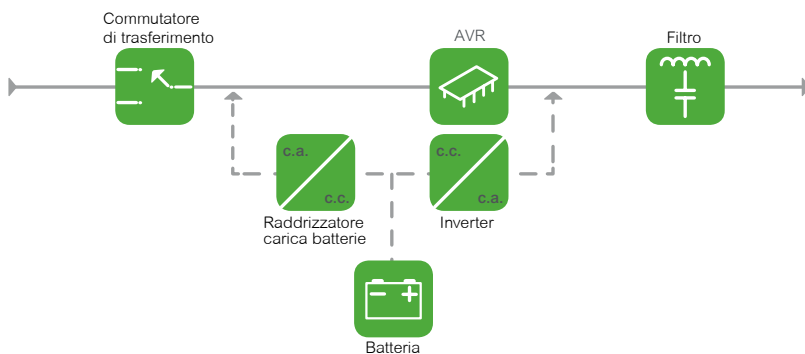 Commutatore
di trasferimento
AVR
Filtro
c.a.
c.c.
c.c.
c.a.
Raddrizzatore
carica batterie
Inverter
Batteria